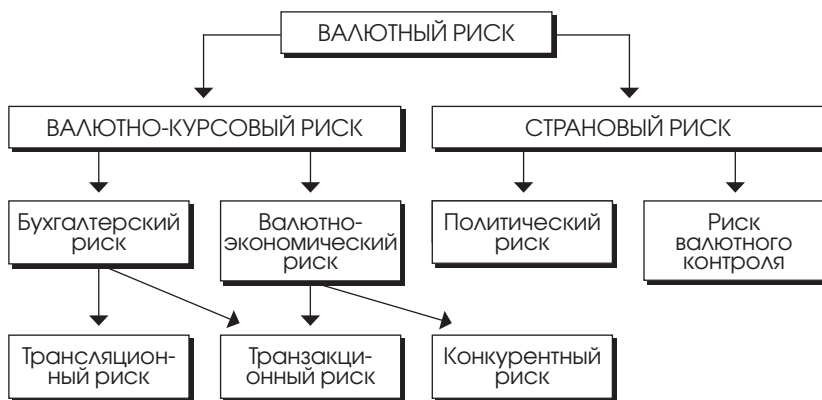 ВАЛЮТНЫЙ РИСК
ВАЛЮТНО-КУРСОВЫЙ РИСК
СТРАНОВЫЙ РИСК
Бухгалтерский
риск
Валютно-
экономический
риск
Политический
риск
Риск
валютного
контроля
Трансляцион-
ный риск
Транзакци-
онный риск
Конкурентный
риск